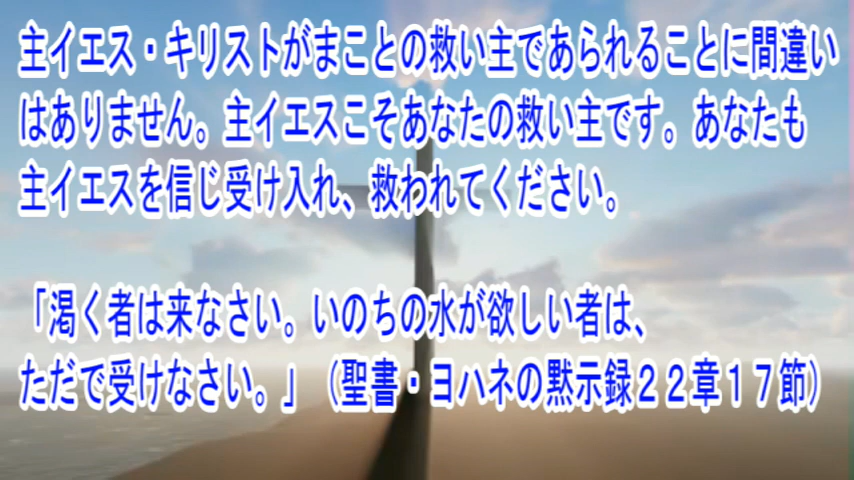 主イエス・キリストがまことの救い主であられることに間違い
はありません。主イエスこそあなたの救い主です。あなたも
主イエスを信じ受け入れ、救われてください。
「渇く者は来なさい。いのちの水が欲しい者は、
ただで受けなさい。」（聖書・ヨハネの黙示録２２章１７節）